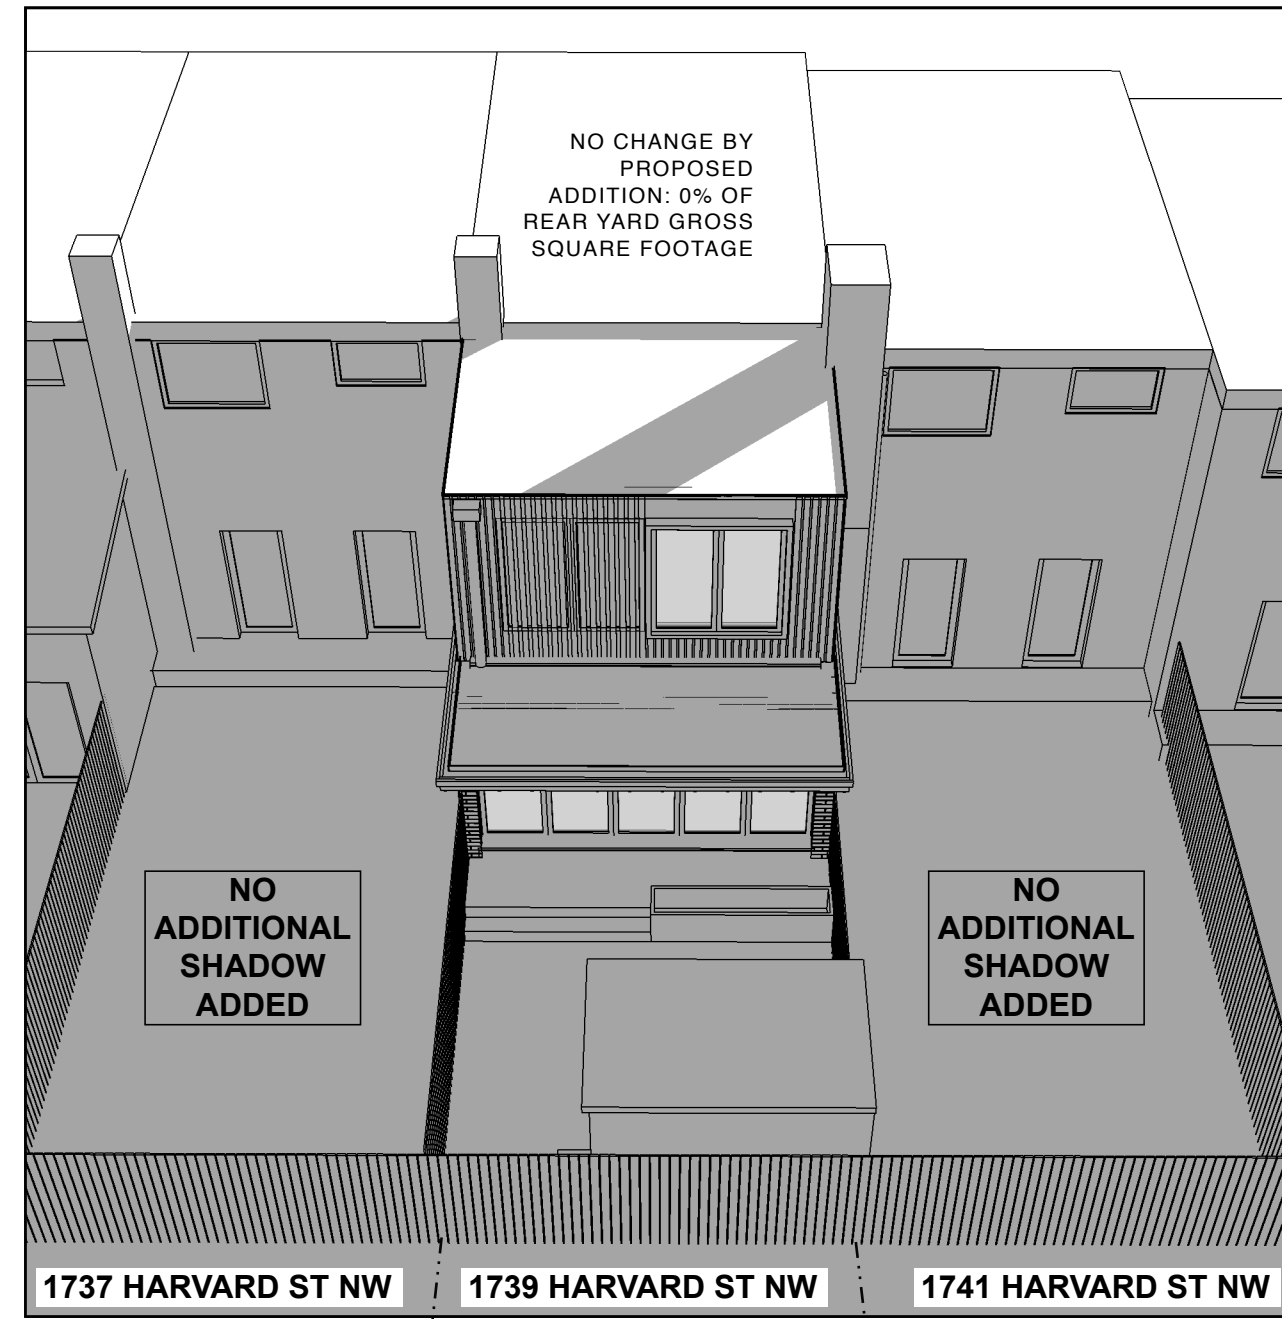 NO CHANGE BY
PROPOSED
ADDITION: 0% OF
REAR YARD GROSS
SQUARE FOOTAGE
NO
ADDITIONAL
SHADOW
ADDED
NO
ADDITIONAL
SHADOW
ADDED
1737 HARVARD ST NW
1739 HARVARD ST NW
1741 HARVARD ST NW